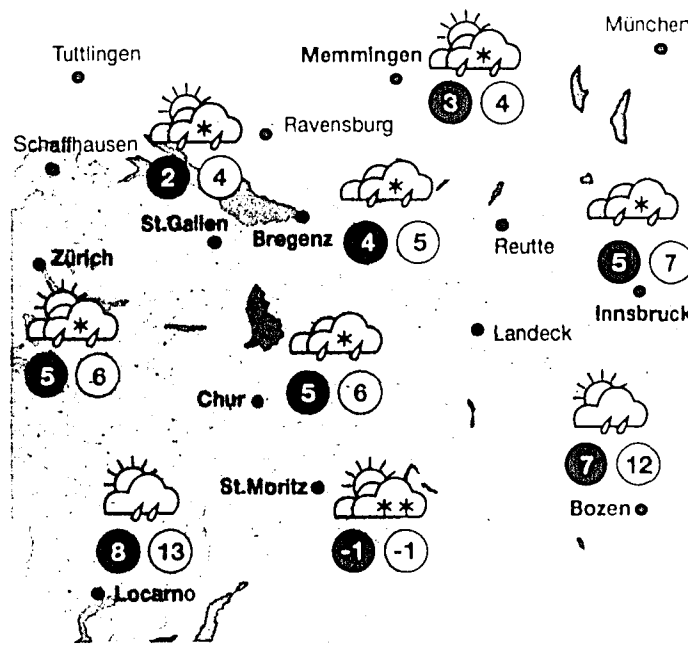 München
Tuttlingen
Memmingen
3 4
Ravensburg
Schaffhausen
2 4
St.Gallen
Bregenz
4 5
Reutte
Zürich
5 7
Innsbruck
Landeck
5 6
Chur
5 6
7 12
St.Moritz
Bozen
8 13
-1 -1
Locarno